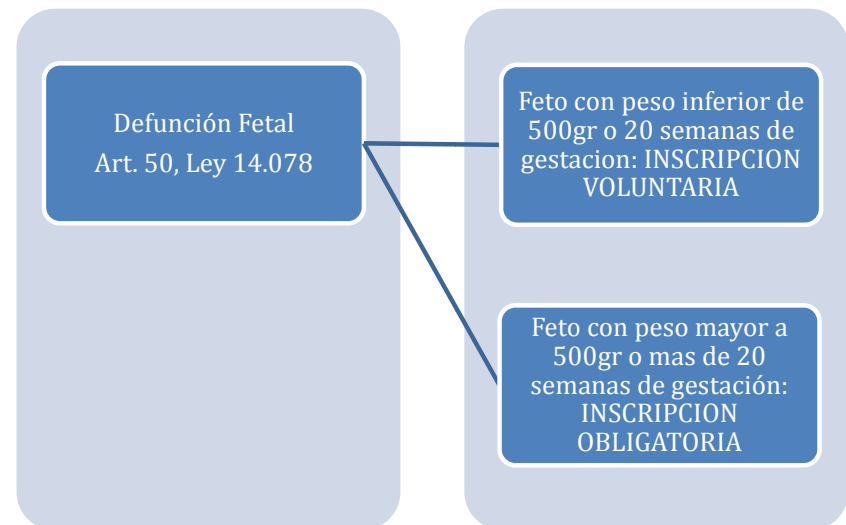 Defunción Fetal
Art. 50, Ley 14.078
Feto con peso inferior de
500gr o 20 semanas de
gestacion: INSCRIPCION
VOLUNTARIA
Feto con peso mayor a
500gr o mas de 20
semanas de gestación:
INSCRIPCION
OBLIGATORIA